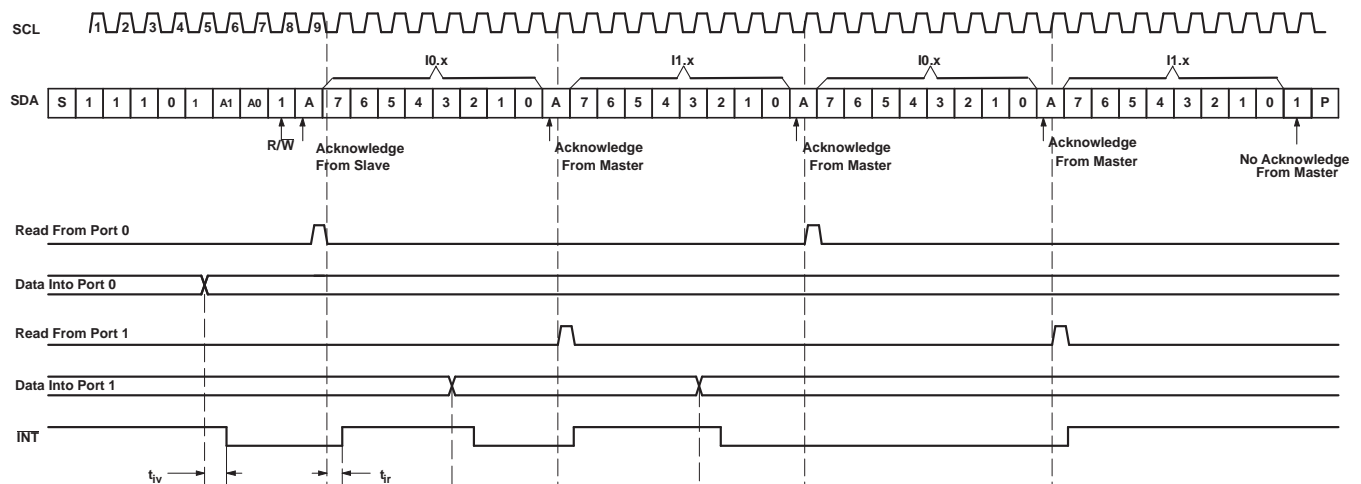 SCL 1 2 3 4 5 6 7 8 9
I0.x I1.x I0.x I1.x
SDA S 1 1 1 0 1 A1 A0 1 A 7 6 5 4 3 2 1 0 A 7 6 5 4 3 2 1 0 A 7 6 5 4 3 2 1 0 A 7 6 5 4 3 2 1 0 1 P
R/W̅
Acknowledge
From Slave
Acknowledge
From Master
Acknowledge
From Master
Acknowledge
From Master
No Acknowledge
From Master
Read From Port 0
Data Into Port 0
Read From Port 1
Data Into Port 1
I̅N̅T̅
tiv tir